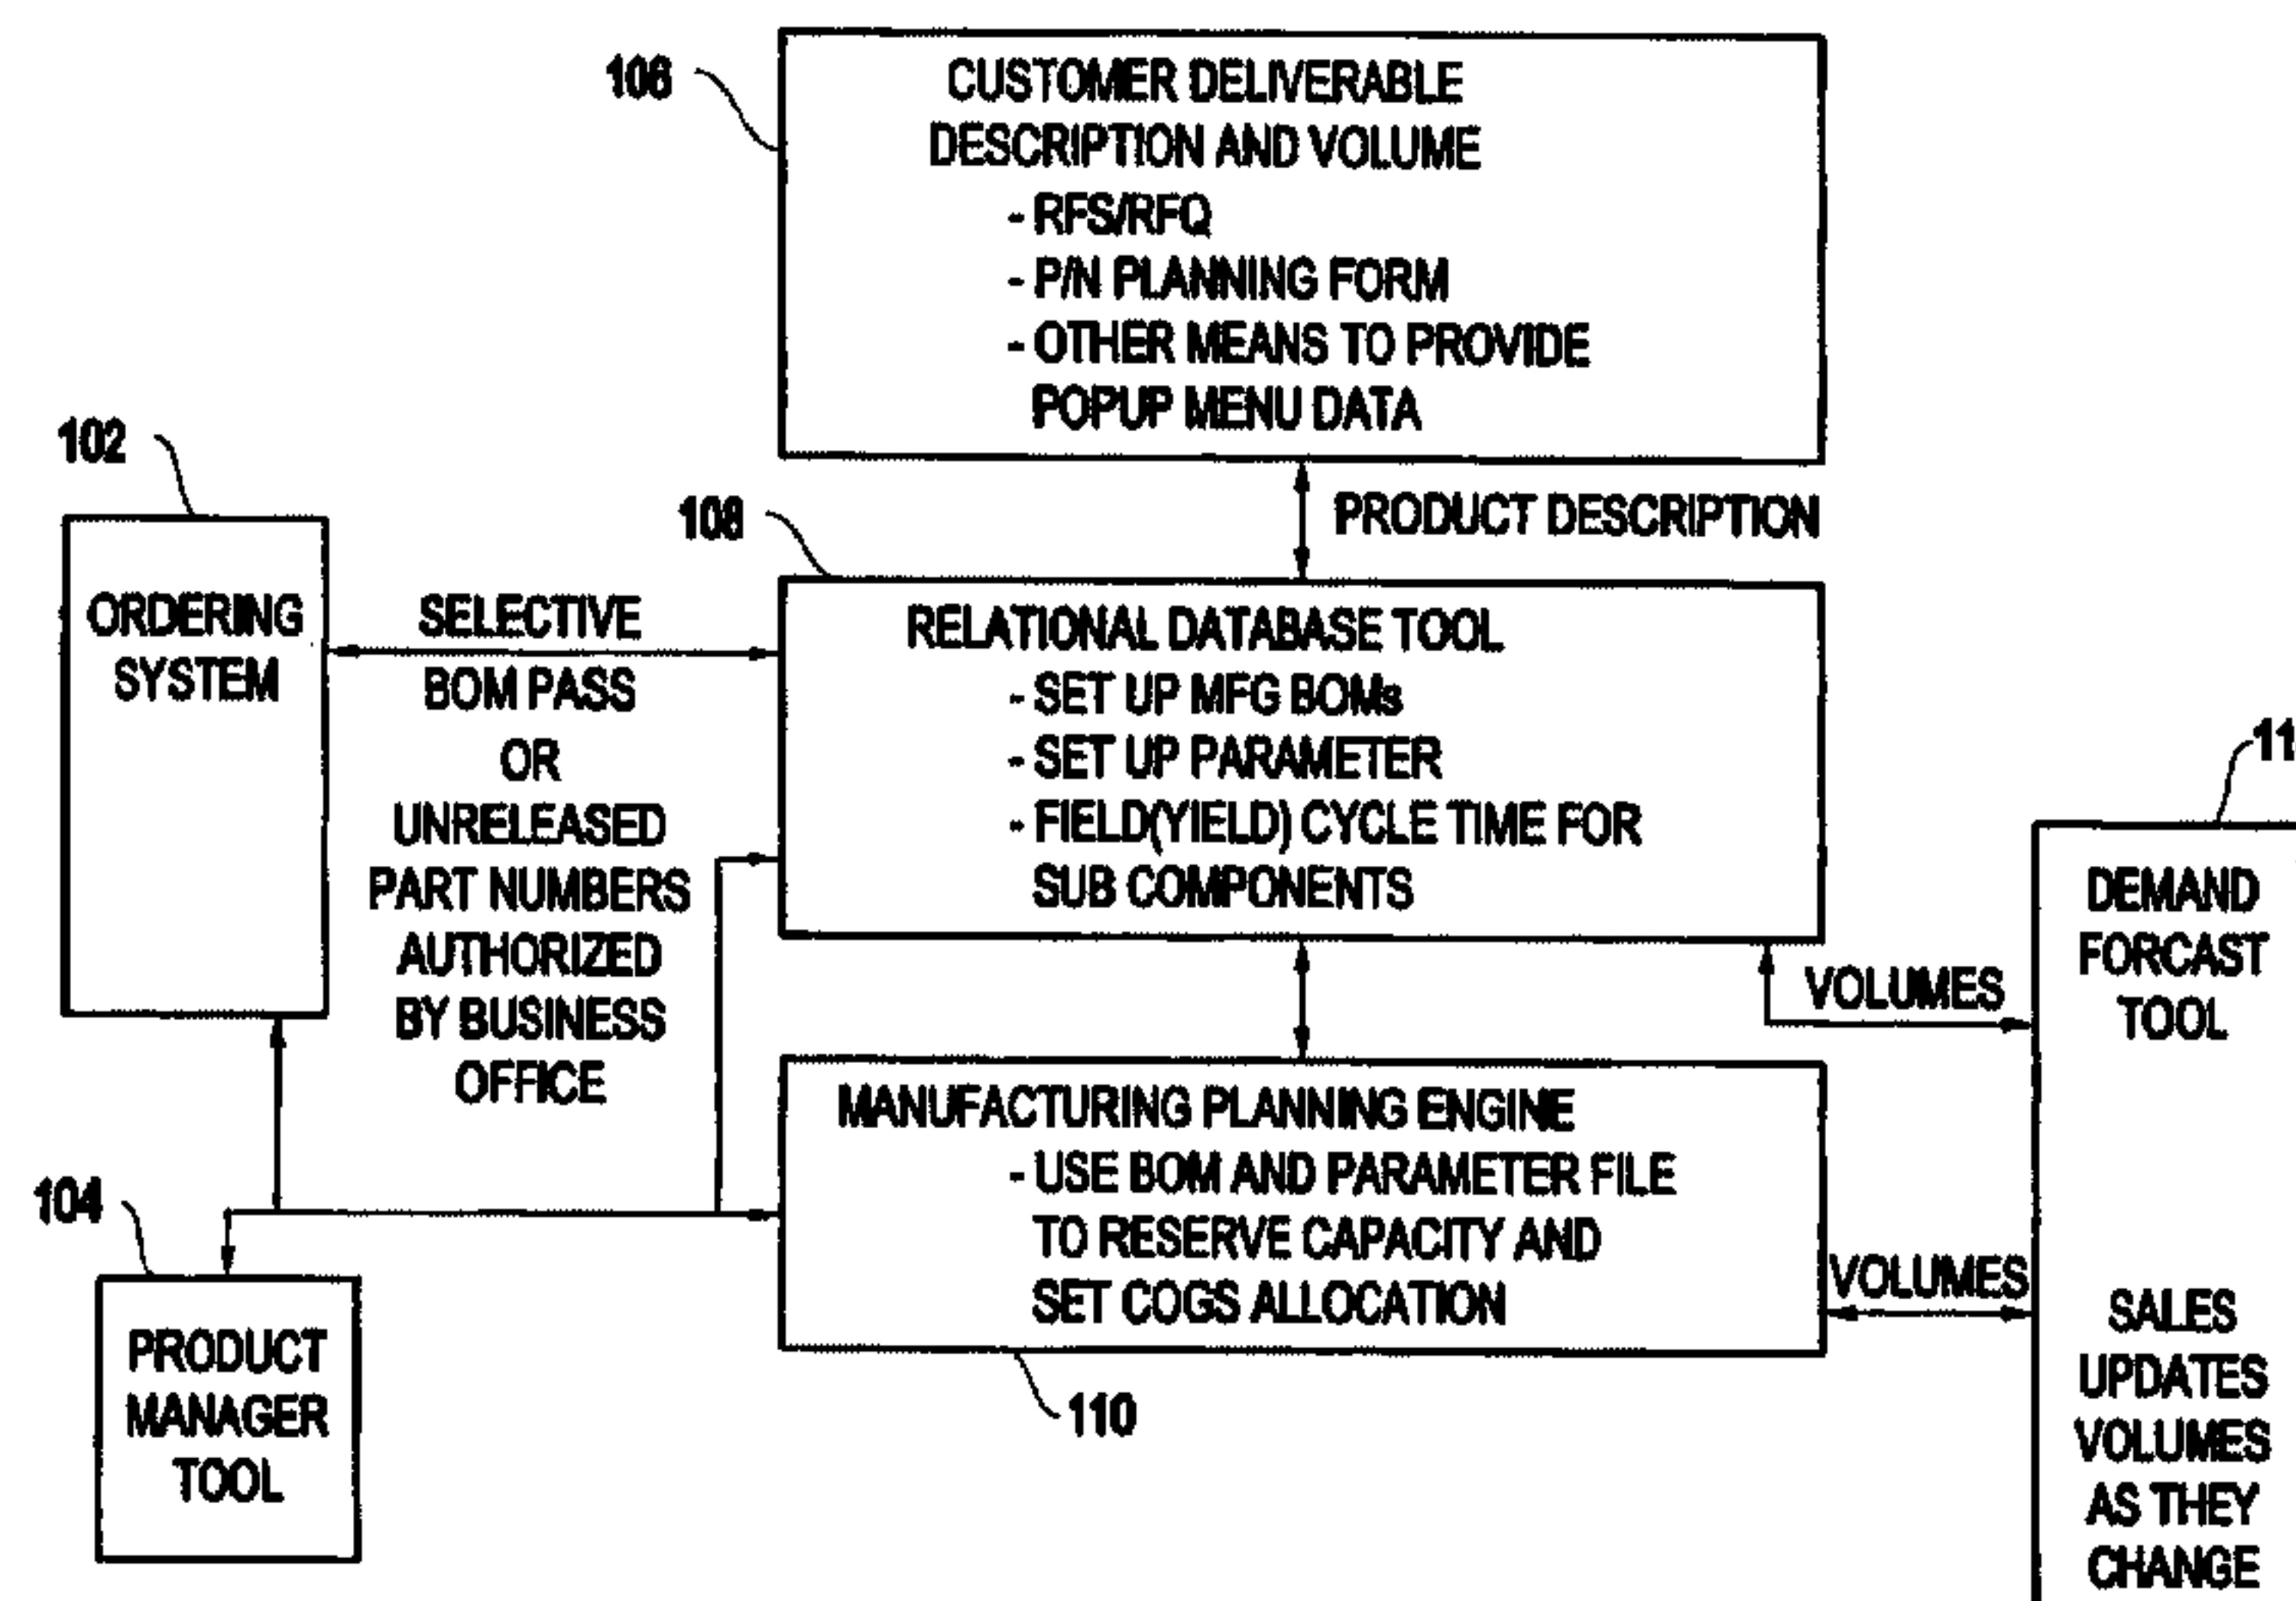 106
CUSTOMER DELIVERABLE
DESCRIPTION AND VOLUME
- RFS/RFQ
- P/N PLANNING FORM
- OTHER MEANS TO PROVIDE
POPUP MENU DATA
PRODUCT DESCRIPTION
102
ORDERING
SYSTEM
SELECTIVE
BOM PASS
OR
UNRELEASED
PART NUMBERS
AUTHORIZED
BY BUSINESS
OFFICE
108
RELATIONAL DATABASE TOOL
- SET UP MFG BOMs
- SET UP PARAMETER
- FIELD(YIELD) CYCLE TIME FOR
SUB COMPONENTS
VOLUMES
11
DEMAND
FORCAST
TOOL
SALES
UPDATES
VOLUMES
AS THEY
CHANGE
MANUFACTURING PLANNING ENGINE
- USE BOM AND PARAMETER FILE
TO RESERVE CAPACITY AND
SET COGS ALLOCATION
VOLUMES
110
104
PRODUCT
MANAGER
TOOL